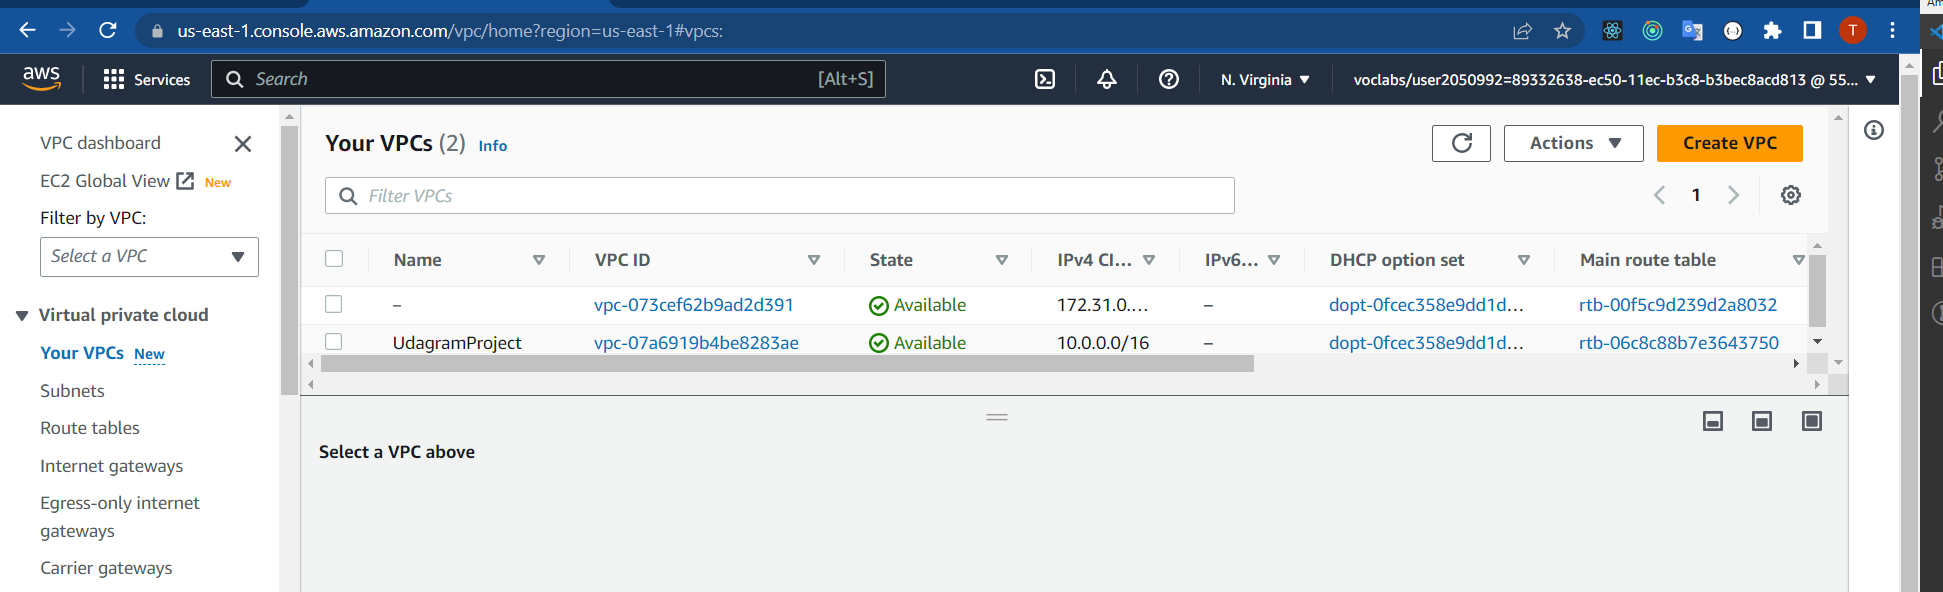 us-east-1.console.aws.amazon.com/vpc/home?region=us-east-1#vpcs:
T
aws
Services
Search
[Alt+S]
N. Virginia
voclabs/user2050992=89332638-ec50-11ec-b3c8-b3bec8acd813 @ 55...
VPC dashboard
EC2 Global View New
Filter by VPC:
Select a VPC
Virtual private cloud
Your VPCs New
Subnets
Route tables
Internet gateways
Egress-only internet
gateways
Carrier gateways
Your VPCs (2) Info
Actions
Create VPC
Filter VPCs
1
Name VPC ID State IPv4 CI... IPv6... DHCP option set Main route table
– vpc-073cef62b9ad2d391 Available 172.31.0.... – dopt-0fcec358e9dd1d... rtb-00f5c9d239d2a8032
UdagramProject vpc-07a6919b4be8283ae Available 10.0.0.0/16 – dopt-0fcec358e9dd1d... rtb-06c8c88b7e3643750
Select a VPC above